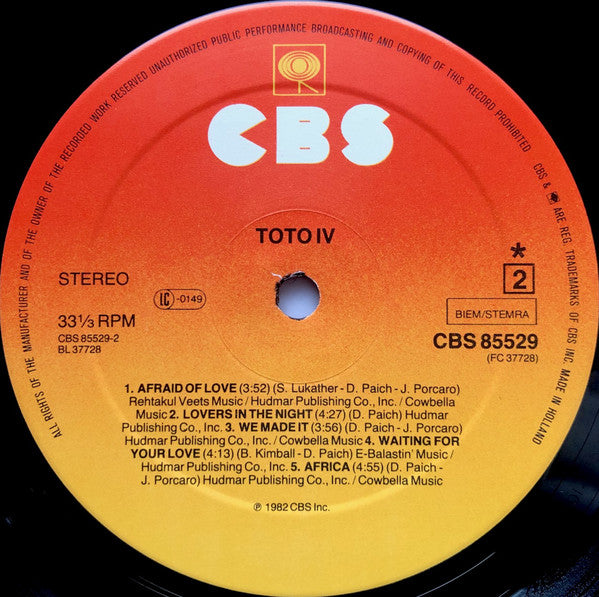 ALL RIGHTS OF THE MANUFACTURER AND OF THE OWNER OF THE RECORDED WORK RESERVED UNAUTHORIZED PUBLIC PERFORMANCE BROADCASTING AND COPYING OF THIS RECORD PROHIBITED
CBS & ARE REG. TRADEMARKS OF CBS INC. MADE IN HOLLAND
CBS
TOTO IV
STEREO
LC -0149
* 2
33 1/3 RPM
BIEM/STEMRA
CBS 85529-2
CBS 85529
BL 37728
(FC 37728)
1. AFRAID OF LOVE (3:52) (S. Lukather - D. Paich - J. Porcaro)
Rehtakul Veets Music / Hudmar Publishing Co., Inc. / Cowbella
Music 2. LOVERS IN THE NIGHT (4:27) (D. Paich) Hudmar
Publishing Co., Inc. 3. WE MADE IT (3:56) (D. Paich - J. Porcaro)
Hudmar Publishing Co., Inc. / Cowbella Music 4. WAITING FOR
YOUR LOVE (4:13) (B. Kimball - D. Paich) E-Balastin' Music /
Hudmar Publishing Co., Inc. 5. AFRICA (4:55) (D. Paich -
J. Porcaro) Hudmar Publishing Co., Inc. / Cowbella Music
℗ 1982 CBS Inc.